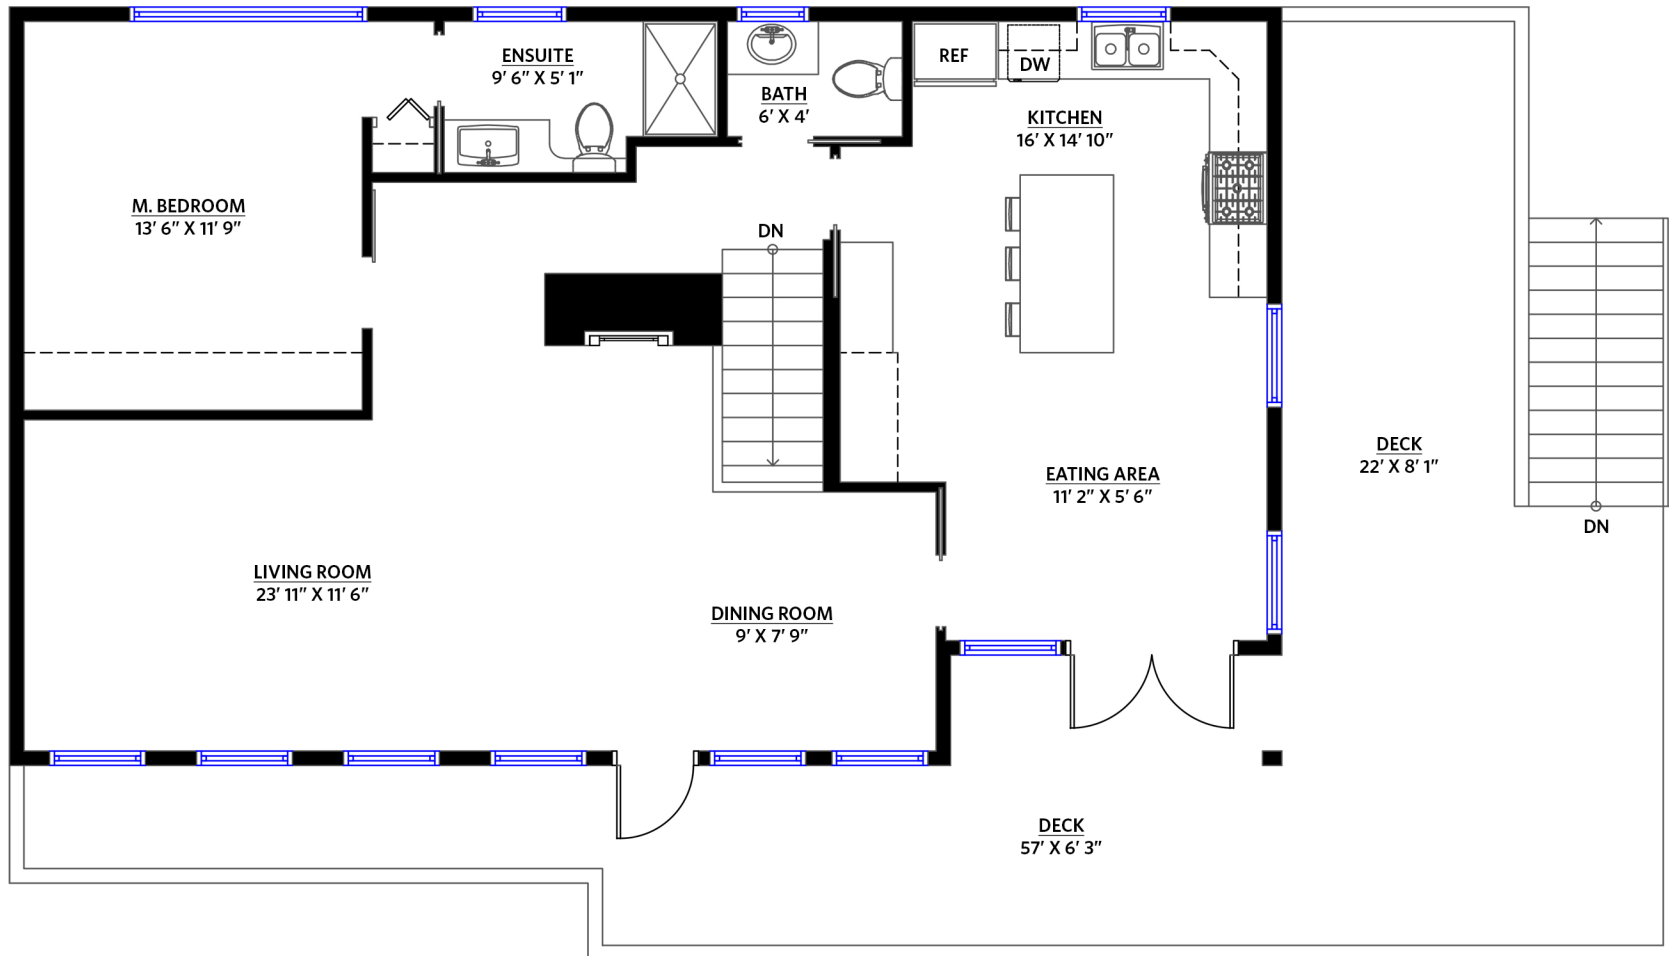 ENSUITE
9′ 6″ X 5′ 1″
BATH
6′ X 4′
REF
DW
KITCHEN
16′ X 14′ 10″
M. BEDROOM
13′ 6″ X 11′ 9″
DN
EATING AREA
11′ 2″ X 5′ 6″
DECK
22′ X 8′ 1″
DN
LIVING ROOM
23′ 11″ X 11′ 6″
DINING ROOM
9′ X 7′ 9″
DECK
57′ X 6′ 3″